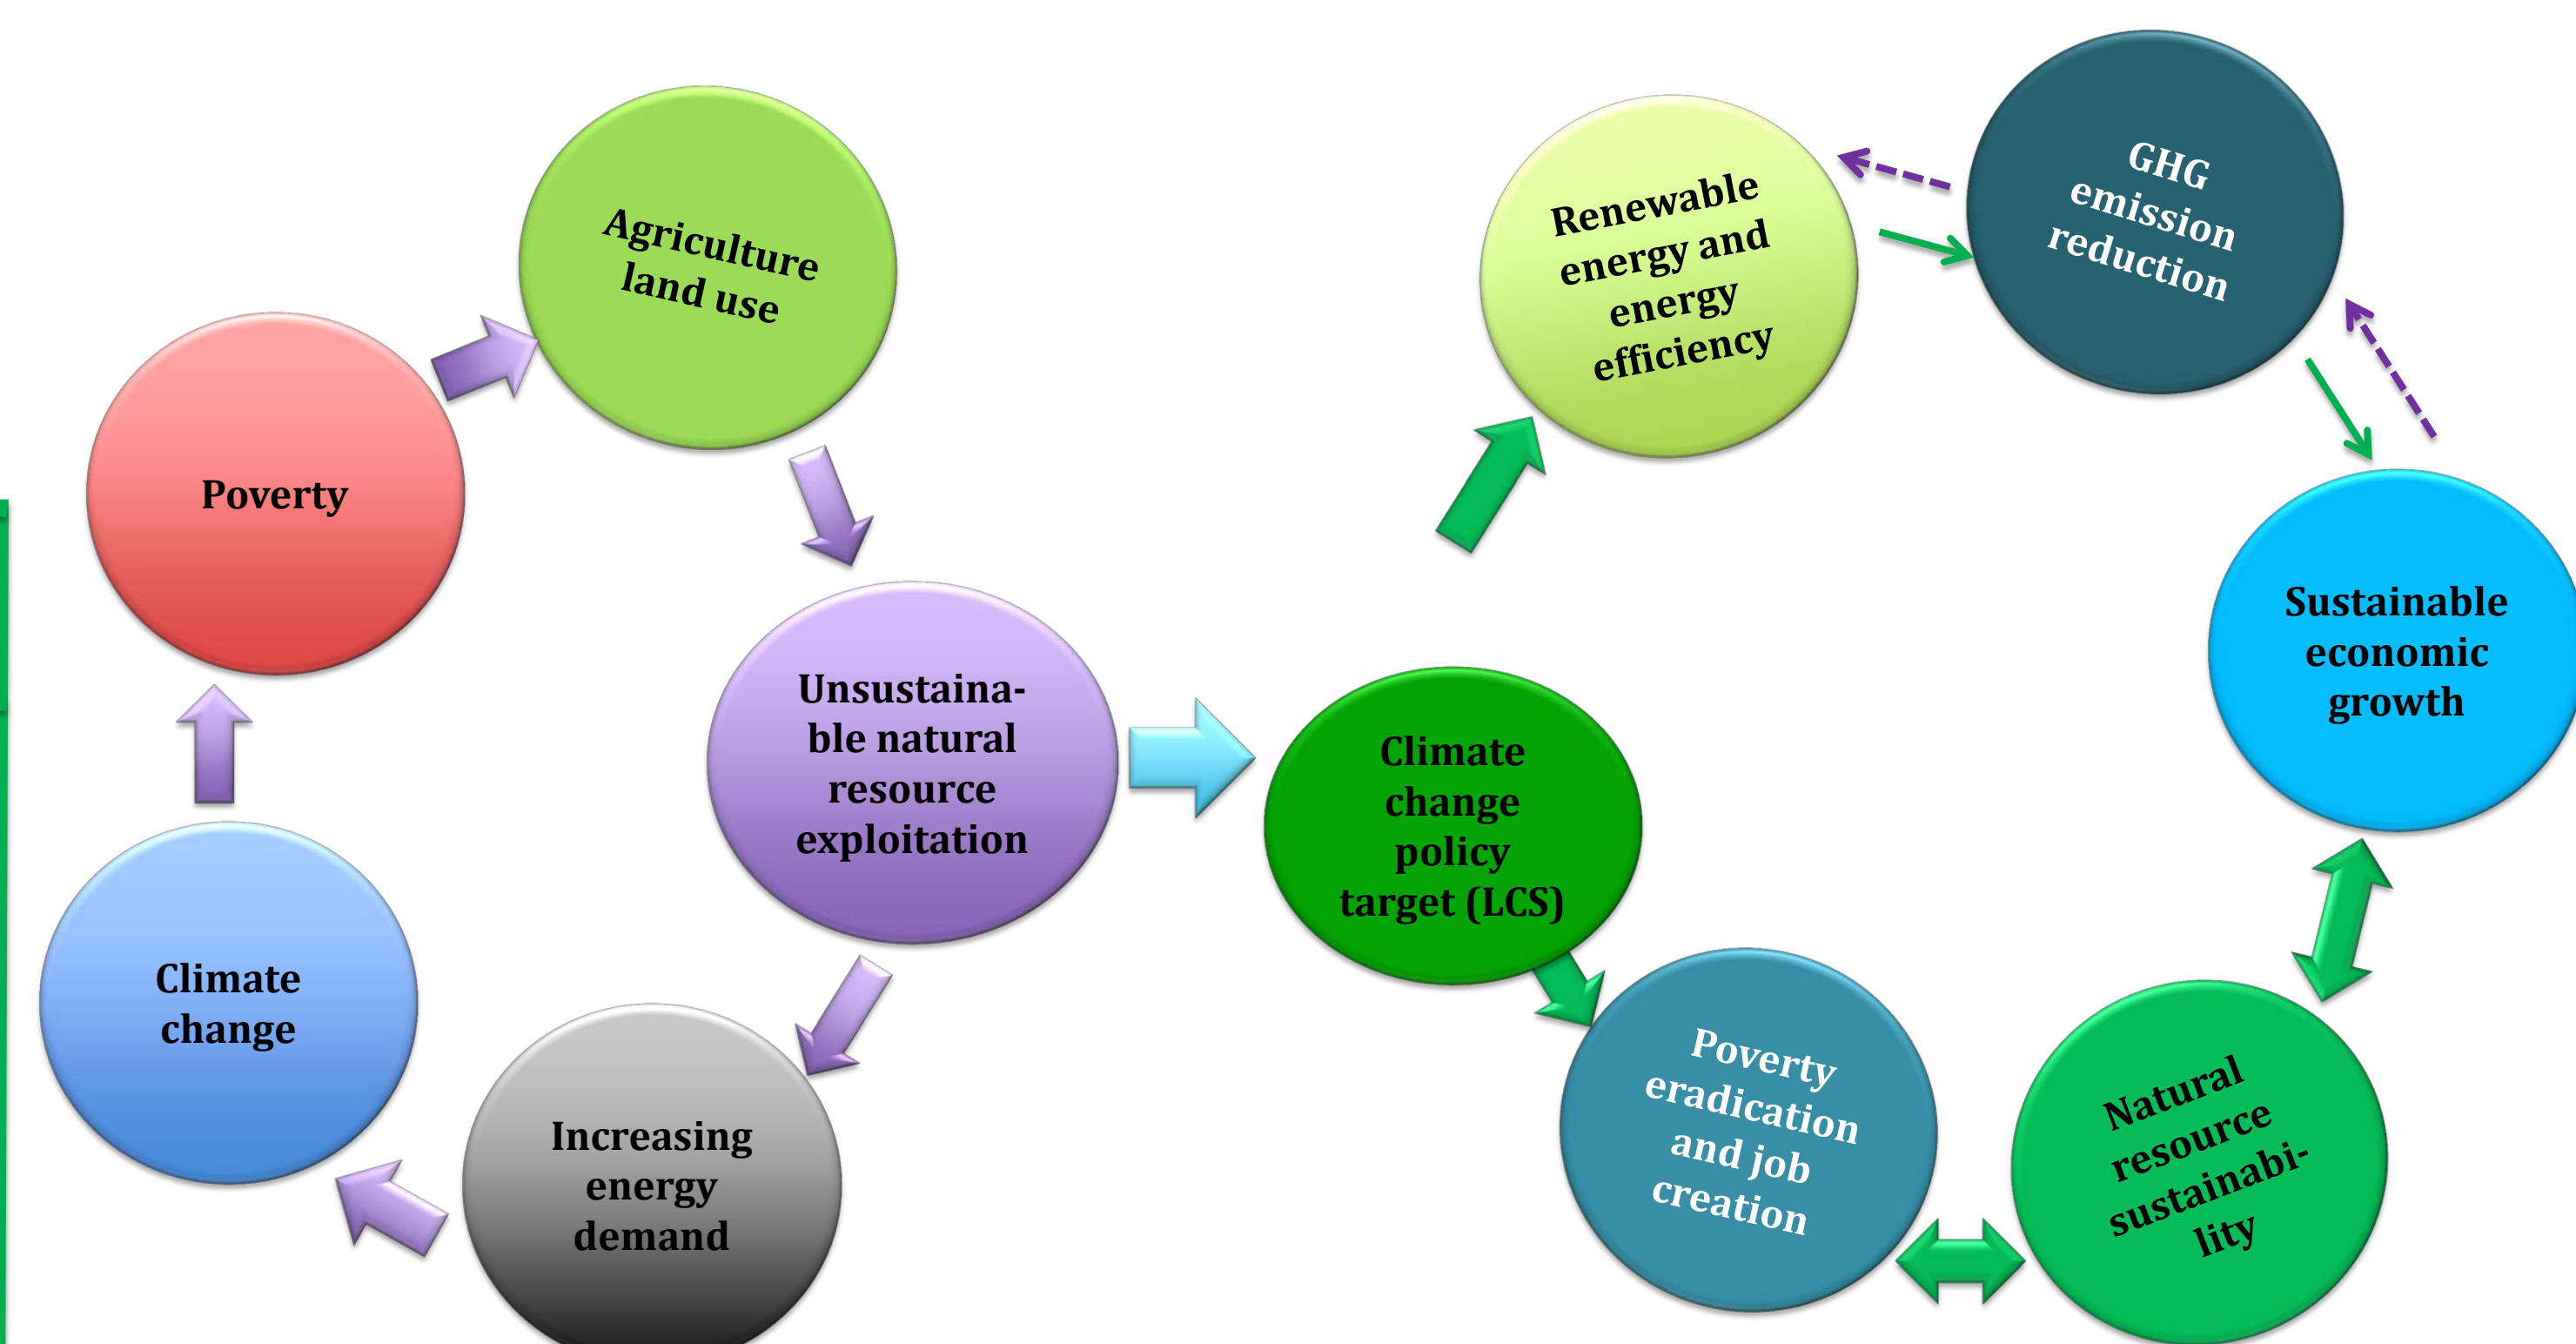 Agriculture
land use
Poverty
Unsustaina-
ble natural
resource
exploitation
Climate
change
Increasing
energy
demand
Renewable
energy and
energy
efficiency
GHG
emission
reduction
Sustainable
economic
growth
Climate
change
policy
target (LCS)
Poverty
eradication
and job
creation
Natural
resource
sustainabi-
lity